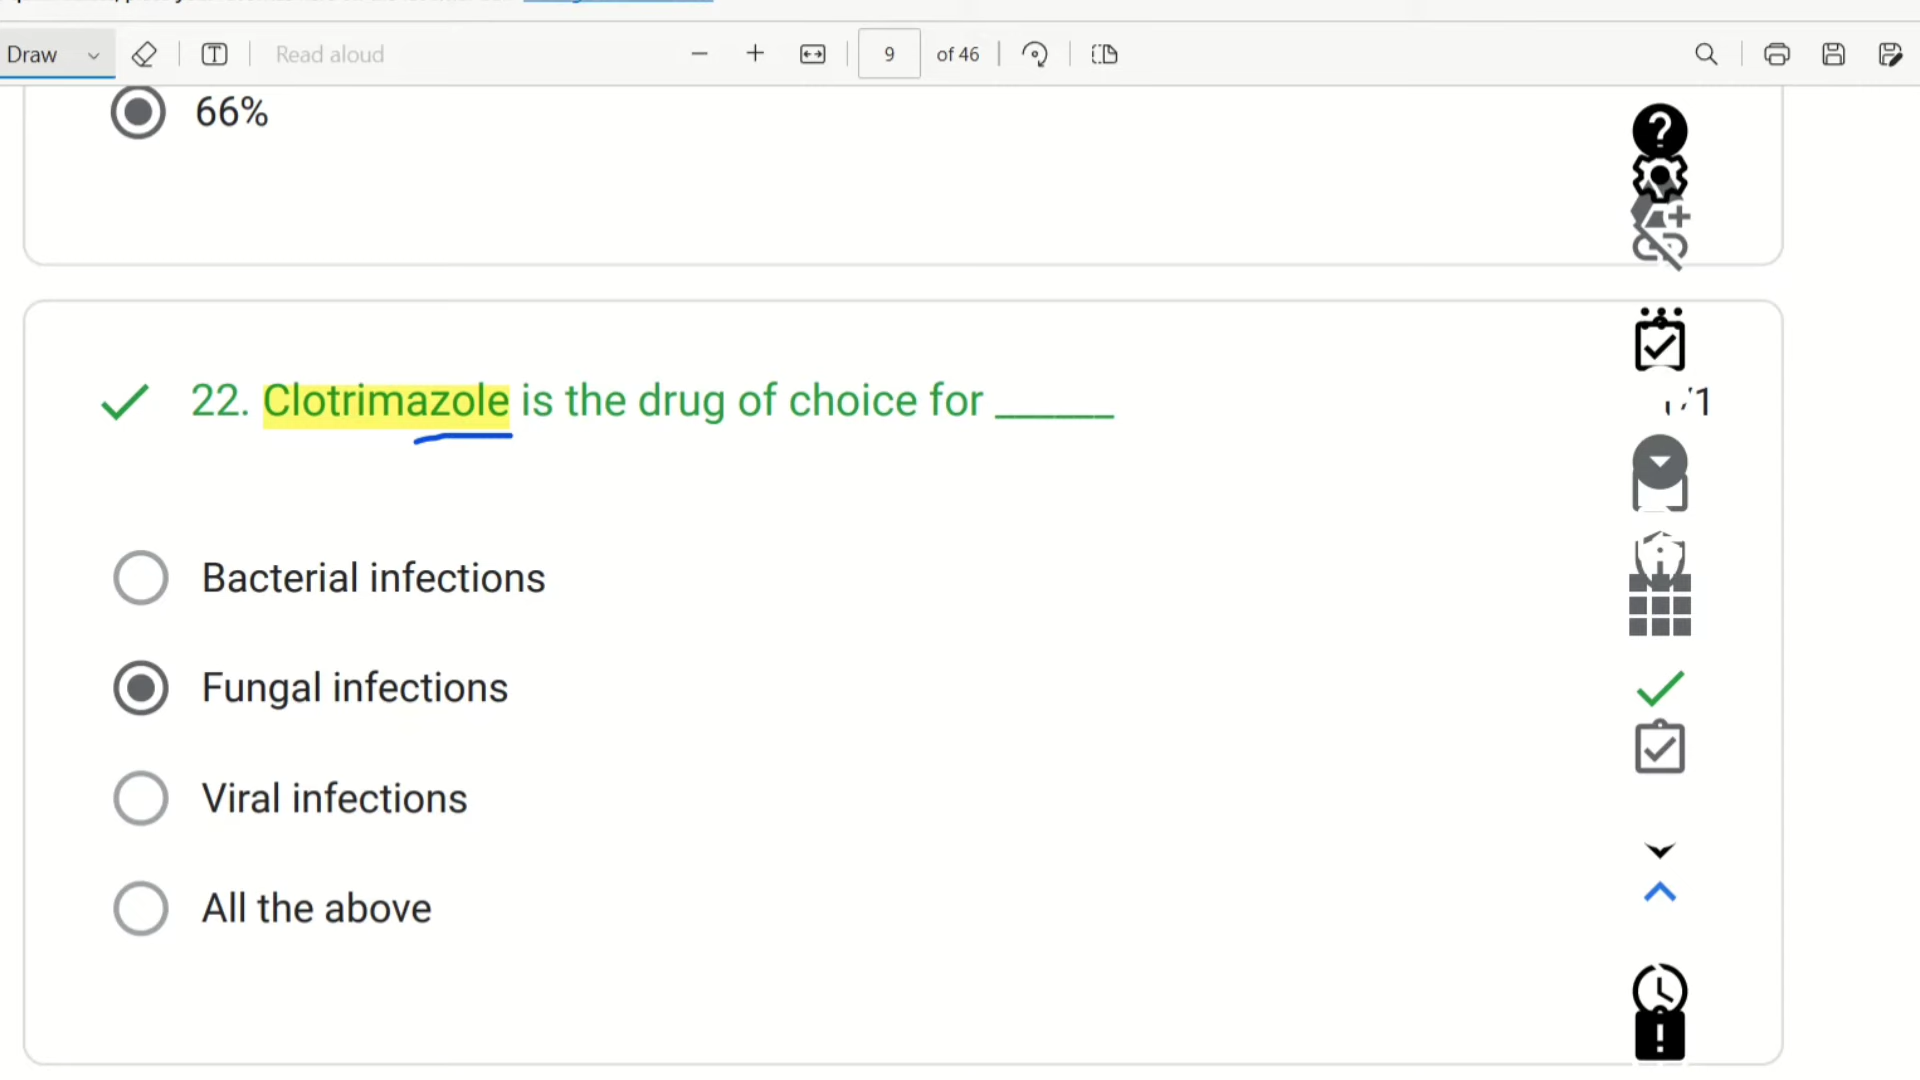 Draw Read aloud 9 of 46
66%
22. Clotrimazole is the drug of choice for ______
Bacterial infections
Fungal infections
Viral infections
All the above